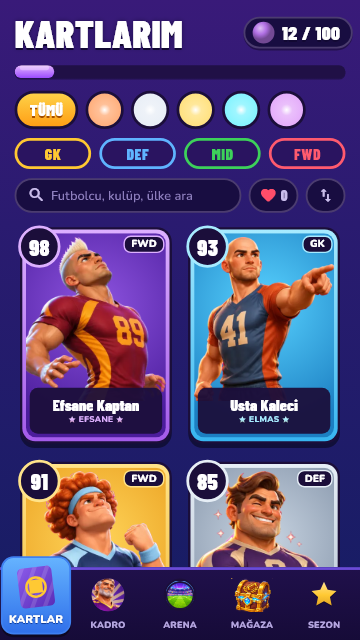 KARTLARIM
12 / 100
TÜMÜ
GK
DEF
MID
FWD
Futbolcu, kulüp, ülke ara
0
98
FWD
89
Efsane Kaptan
★ EFSANE ★
93
GK
41
Usta Kaleci
★ ELMAS ★
91
FWD
85
DEF
KARTLAR
KADRO
ARENA
MAĞAZA
SEZON